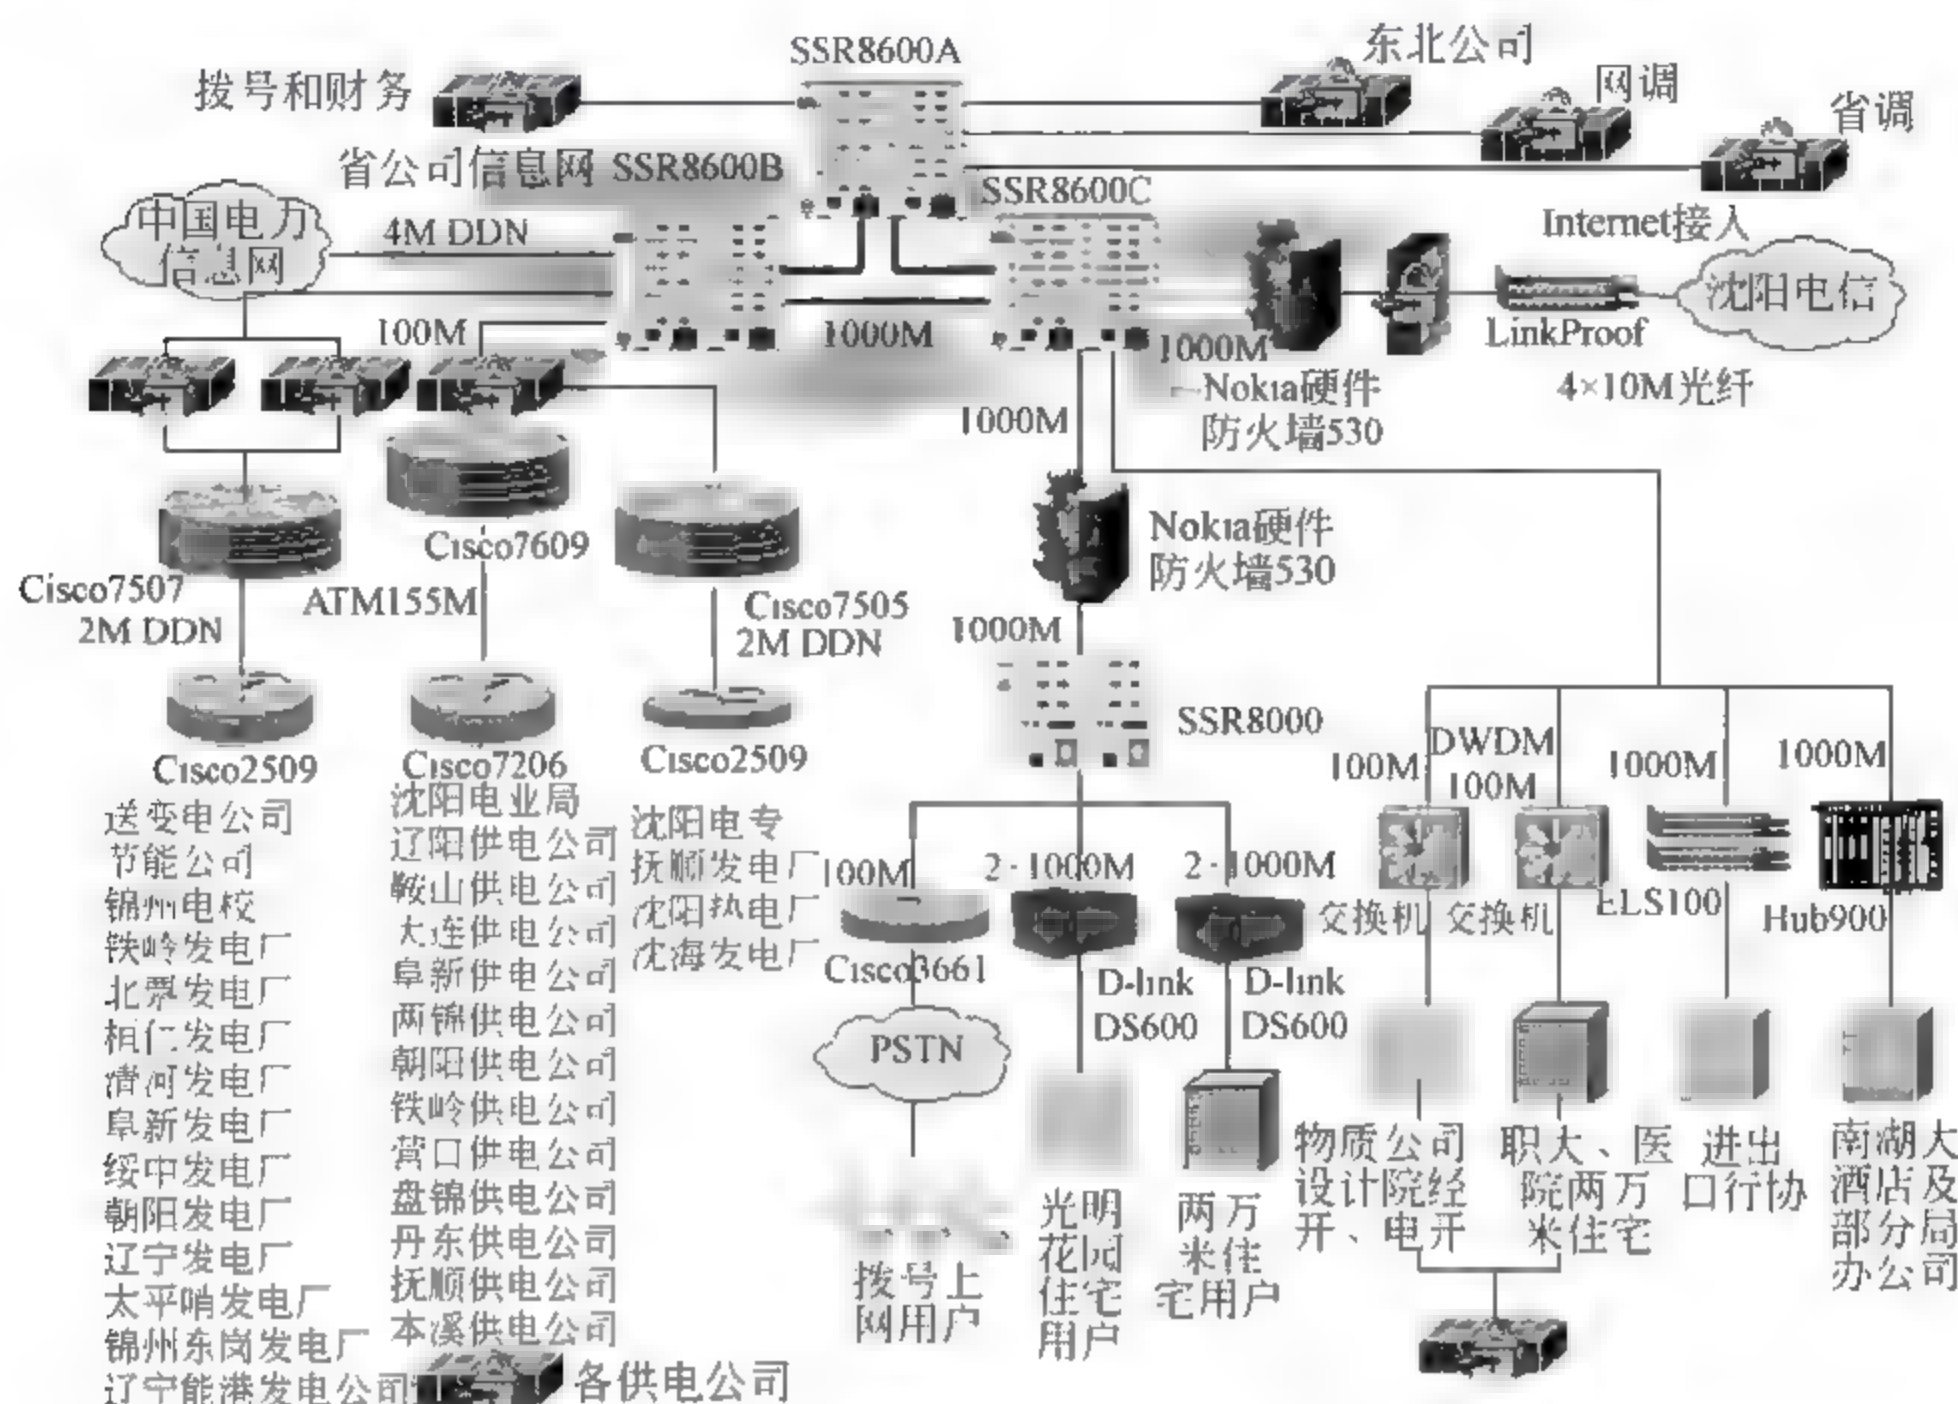 SSR8600A
东北公司
拨号和财务
网调
省调
省公司信息网 SSR8600B
SSR8600C
Internet接入
中国电力
信息网
4M DDN
沈阳电信
100M
1000M
1000M
LinkProof
Nokia硬件
防火墙530
4×10M光纤
1000M
Nokia硬件
防火墙530
Cisco7609
Cisco7507
2M DDN
ATM155M
Cisco7505
2M DDN
1000M
SSR8000
Cisco2509
Cisco7206
Cisco2509
100M
DWDM
100M
1000M
1000M
送变电公司
节能公司
锦州电校
铁岭发电厂
北票发电厂
桓仁发电厂
清河发电厂
阜新发电厂
绥中发电厂
朝阳发电厂
辽宁发电厂
太平哨发电厂
锦州东岗发电厂
辽宁能港发电公司
沈阳电业局
辽阳供电公司
鞍山供电公司
大连供电公司
阜新供电公司
两锦供电公司
朝阳供电公司
铁岭供电公司
营口供电公司
盘锦供电公司
丹东供电公司
抚顺供电公司
本溪供电公司
各供电公司
沈阳电专
抚顺发电厂
沈阳热电厂
沈海发电厂
100M
2·1000M
2·1000M
交换机
交换机
ELS100
Hub900
Cisco3661
D-link
DS600
D-link
DS600
PSTN
拨号上
网用户
光明
花园
住宅
用户
两万
米住
宅用户
物质公司
设计院经
开、电开
职大、医
院两万
米住宅
进出
口行协
南湖大
酒店及
部分局
办公司